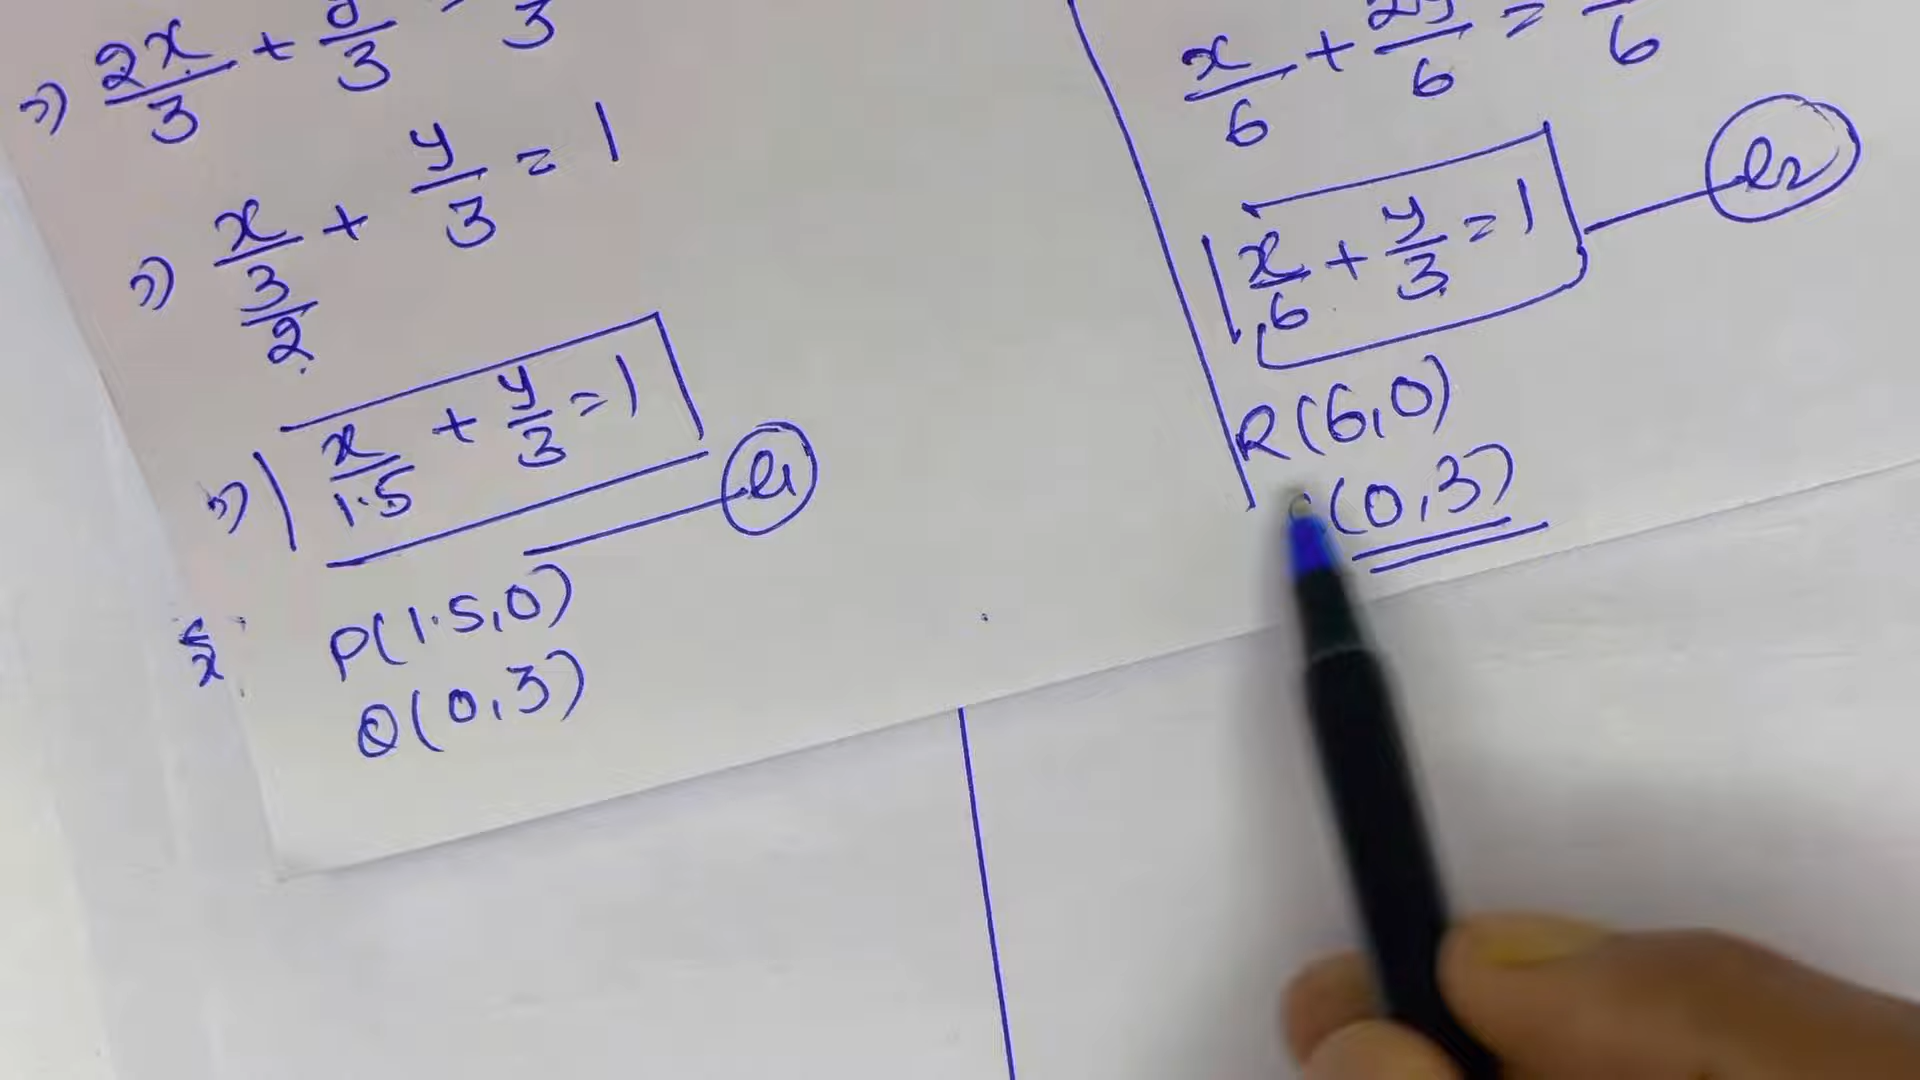 ⇒) 2x/3 + y/3 = 3/3
⇒) x/(3/2) + y/3 = 1
⇒) x/1.5 + y/3 = 1
l1
P(1.5,0)
Q(0,3)
x/6 + 2y/6 = 6/6
x/6 + y/3 = 1
l2
R(6,0)
(0,3)